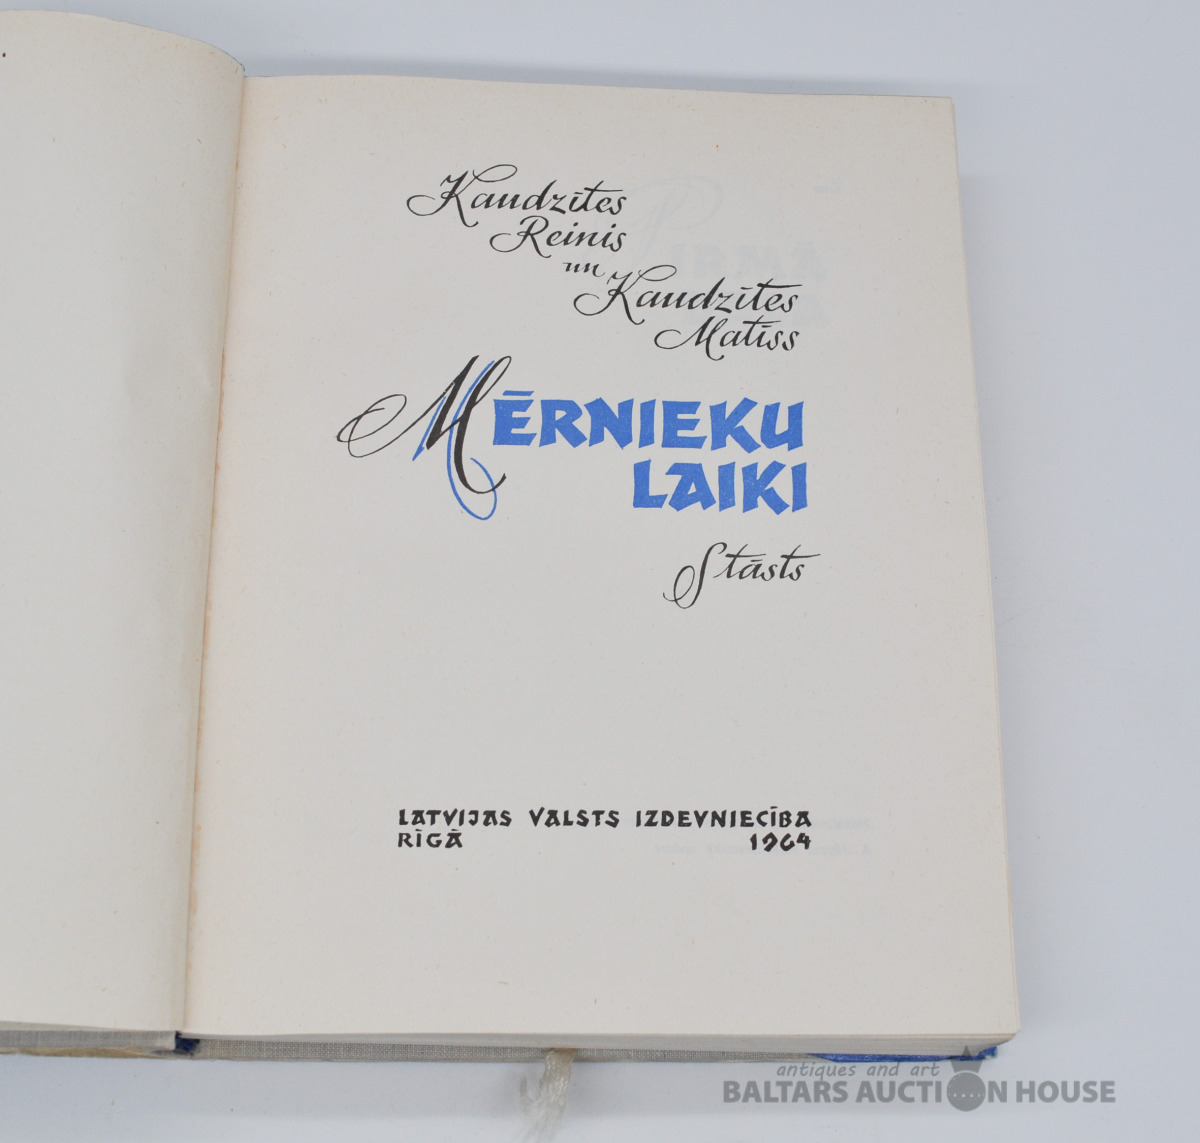 Kaudzītes
Reinis
un
Kaudzītes
Matīss
MĒRNIEKU
LAIKI
Stāsts
LATVIJAS VALSTS IZDEVNIECĪBA
RĪGĀ 1964
antiques and art
BALTARS AUCTION HOUSE